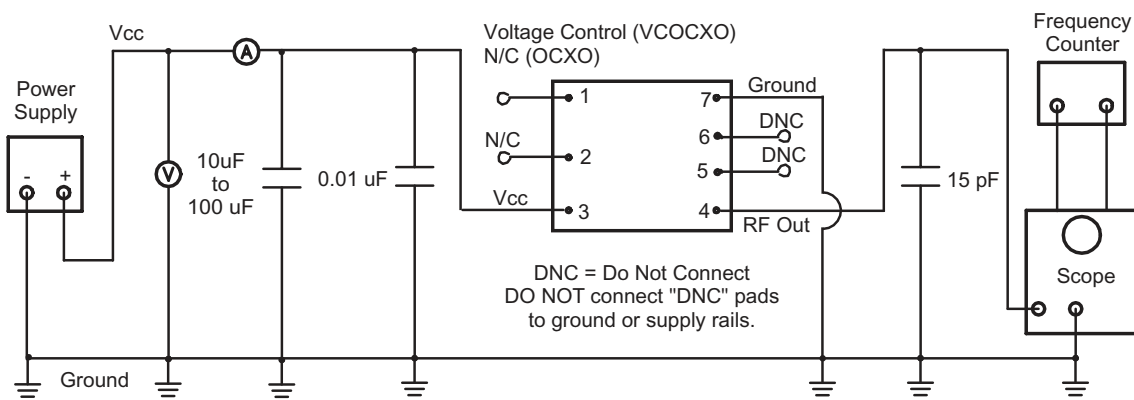 Vcc
Voltage Control (VCOCXO)
N/C (OCXO)
Frequency
Counter
Power
Supply
- +
A
V
10uF
to
100 uF
0.01 uF
N/C
Vcc
1
2
3
7
6
5
4
Ground
DNC
DNC
RF Out
15 pF
Scope
DNC = Do Not Connect
DO NOT connect "DNC" pads
to ground or supply rails.
Ground